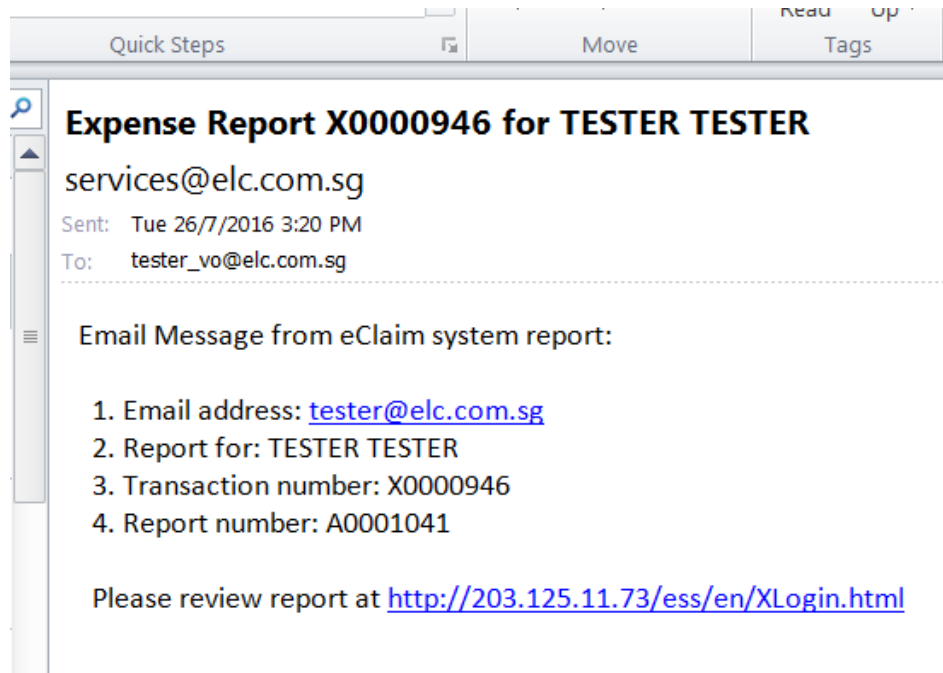 Read Up
Quick Steps Move Tags
Expense Report X0000946 for TESTER TESTER
services@elc.com.sg
Sent: Tue 26/7/2016 3:20 PM
To: tester_vo@elc.com.sg
Email Message from eClaim system report:
1. Email address: tester@elc.com.sg
2. Report for: TESTER TESTER
3. Transaction number: X0000946
4. Report number: A0001041
Please review report at http://203.125.11.73/ess/en/XLogin.html